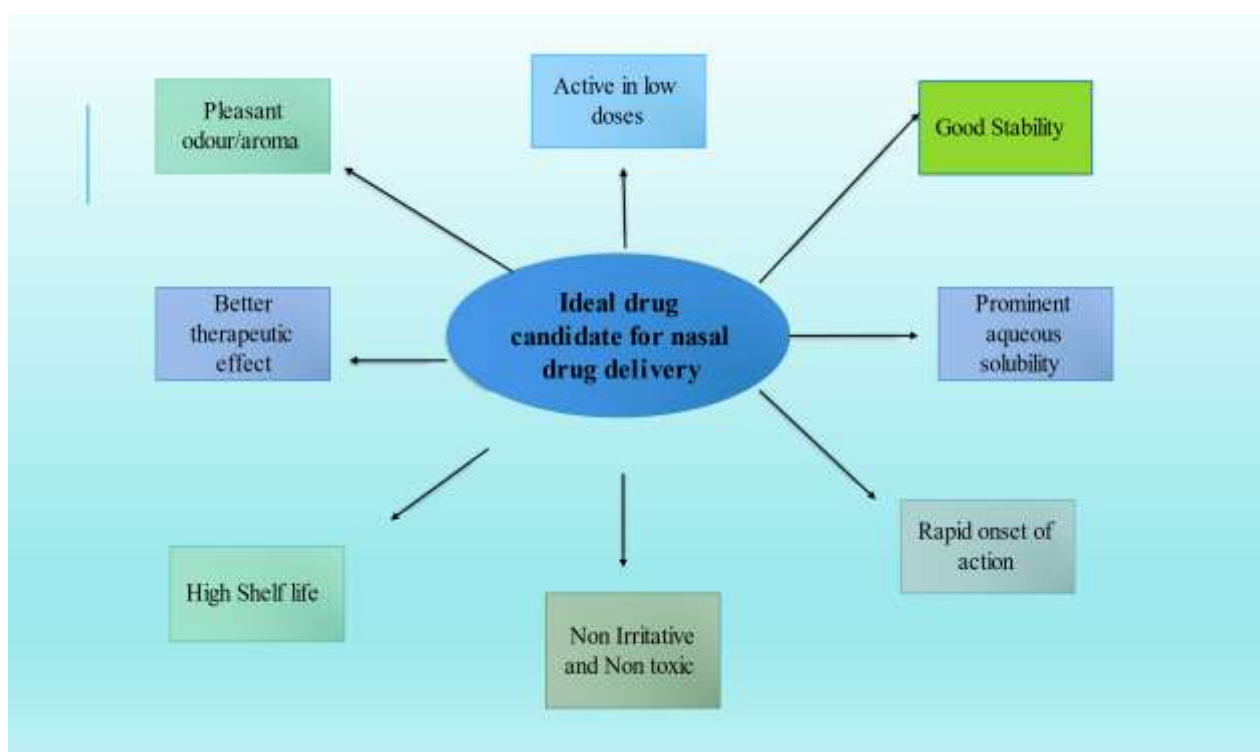 Pleasant
odour/aroma
Active in low
doses
Good Stability
Better
therapeutic
effect
Ideal drug
candidate for nasal
drug delivery
Prominent
aqueous
solubility
High Shelf life
Non Irritative
and Non toxic
Rapid onset of
action